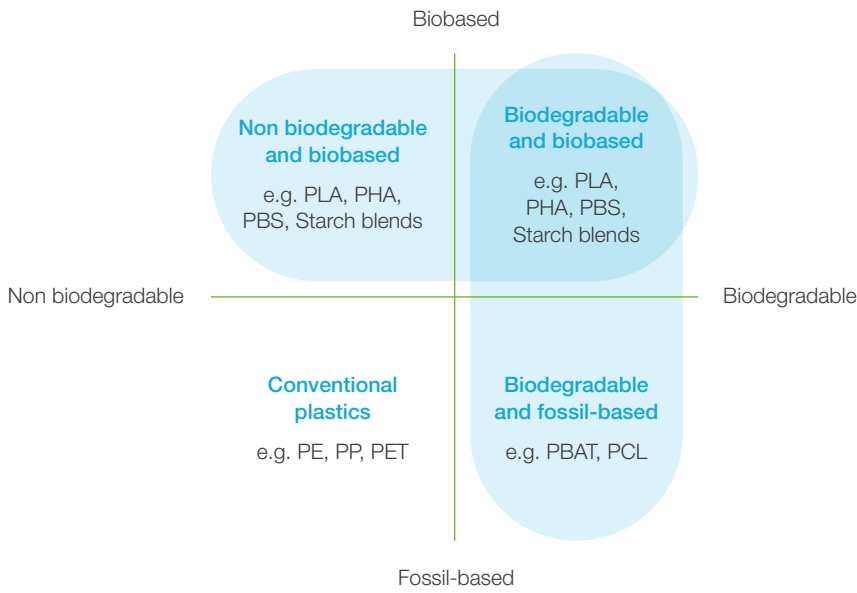 Biobased
Non biodegradable
and biobased
e.g. PLA, PHA,
PBS, Starch blends
Biodegradable
and biobased
e.g. PLA,
PHA, PBS,
Starch blends
Non biodegradable
Biodegradable
Conventional
plastics
e.g. PE, PP, PET
Biodegradable
and fossil-based
e.g. PBAT, PCL
Fossil-based